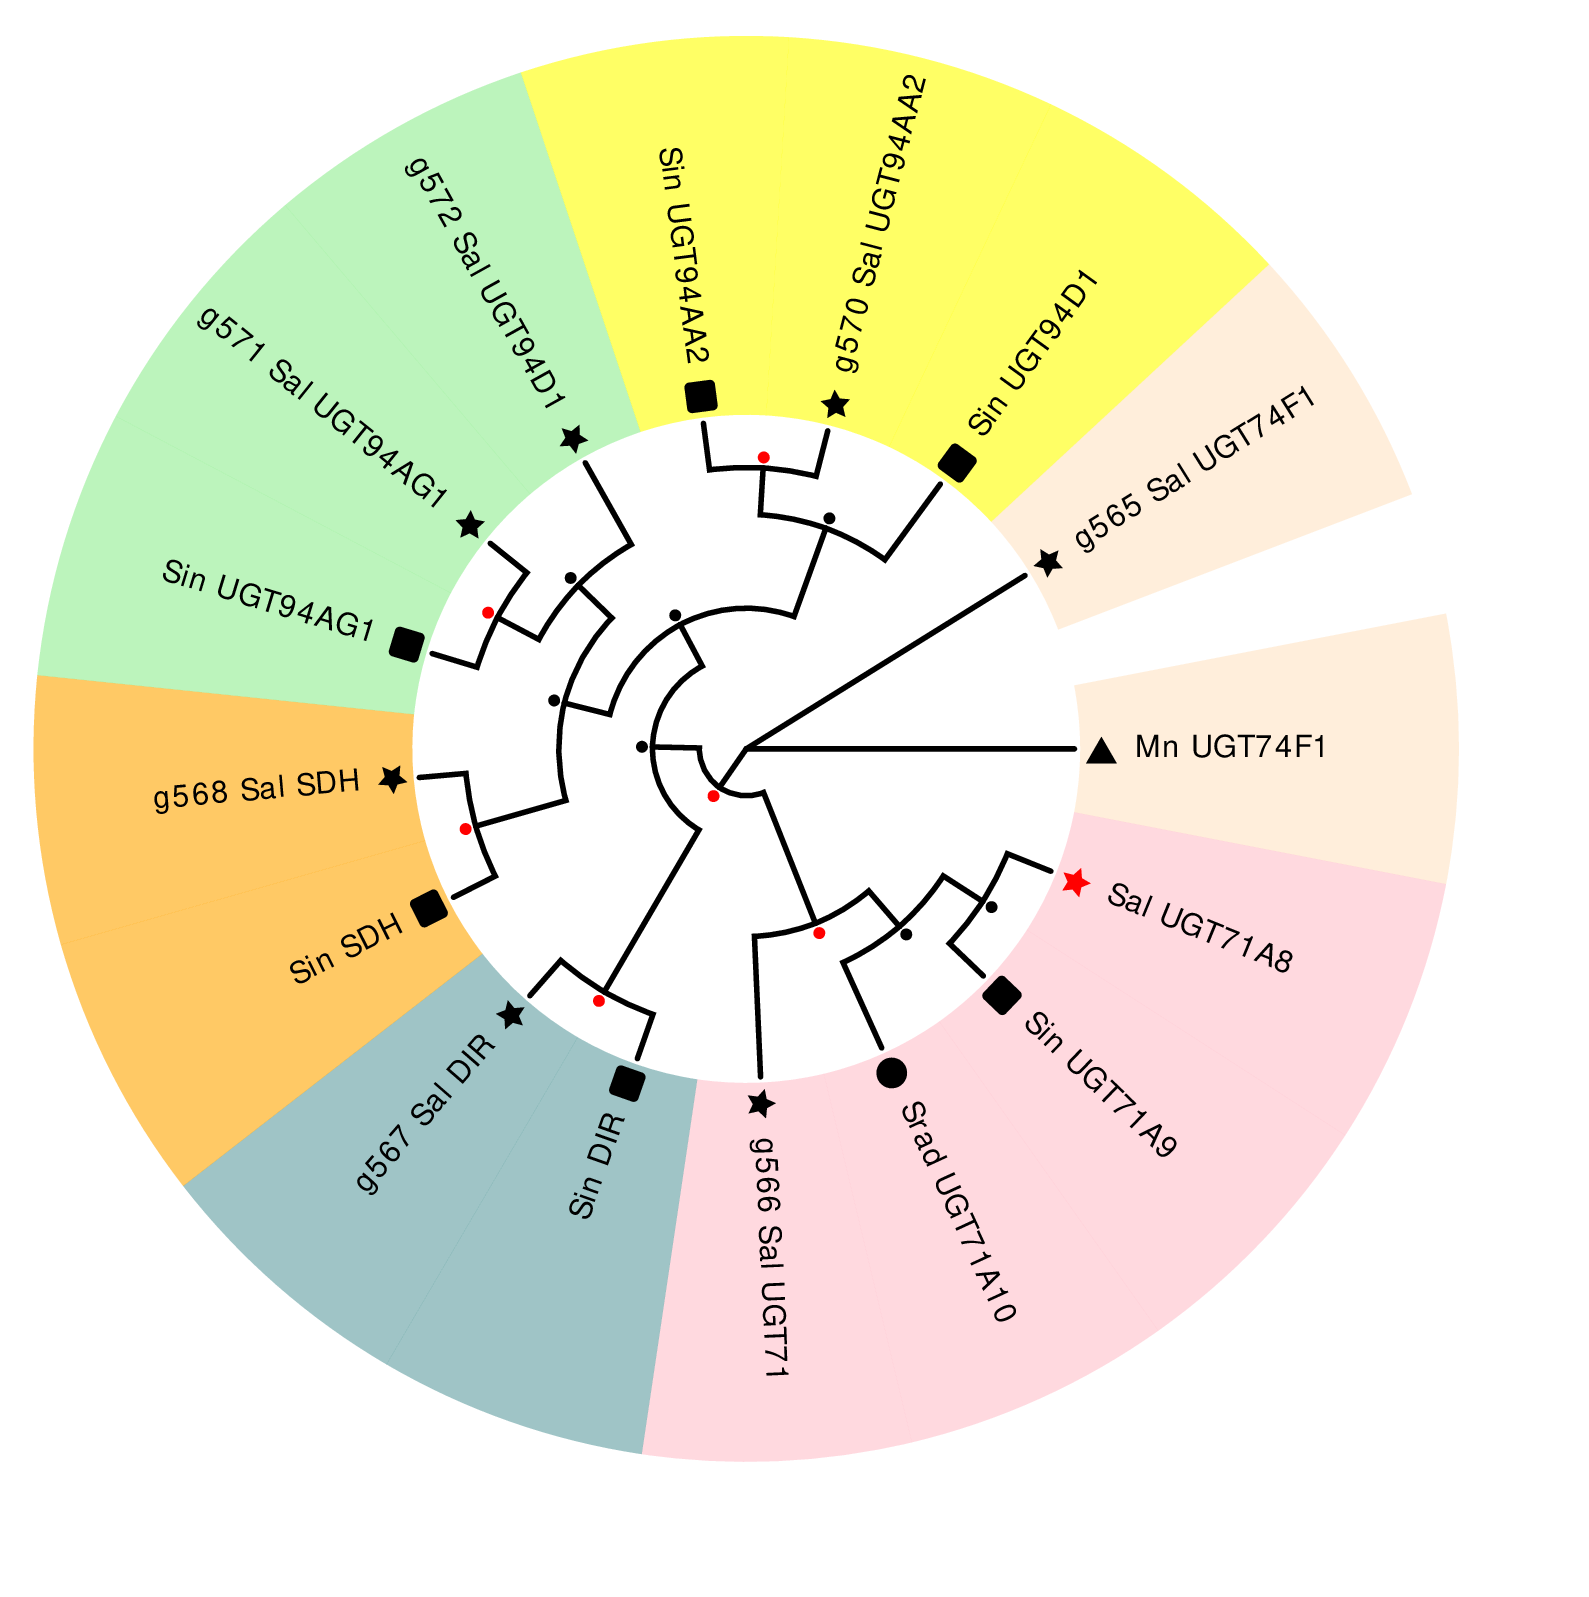 Sin UGT94AA2
g570 Sal UGT94AA2
Sin UGT94D1
g565 Sal UGT74F1
Mn UGT74F1
Sal UGT71A8
Sin UGT71A9
Srad UGT71A10
g566 Sal UGT71
Sin DIR
g567 Sal DIR
Sin SDH
g568 Sal SDH
Sin UGT94AG1
g571 Sal UGT94AG1
g572 Sal UGT94D1